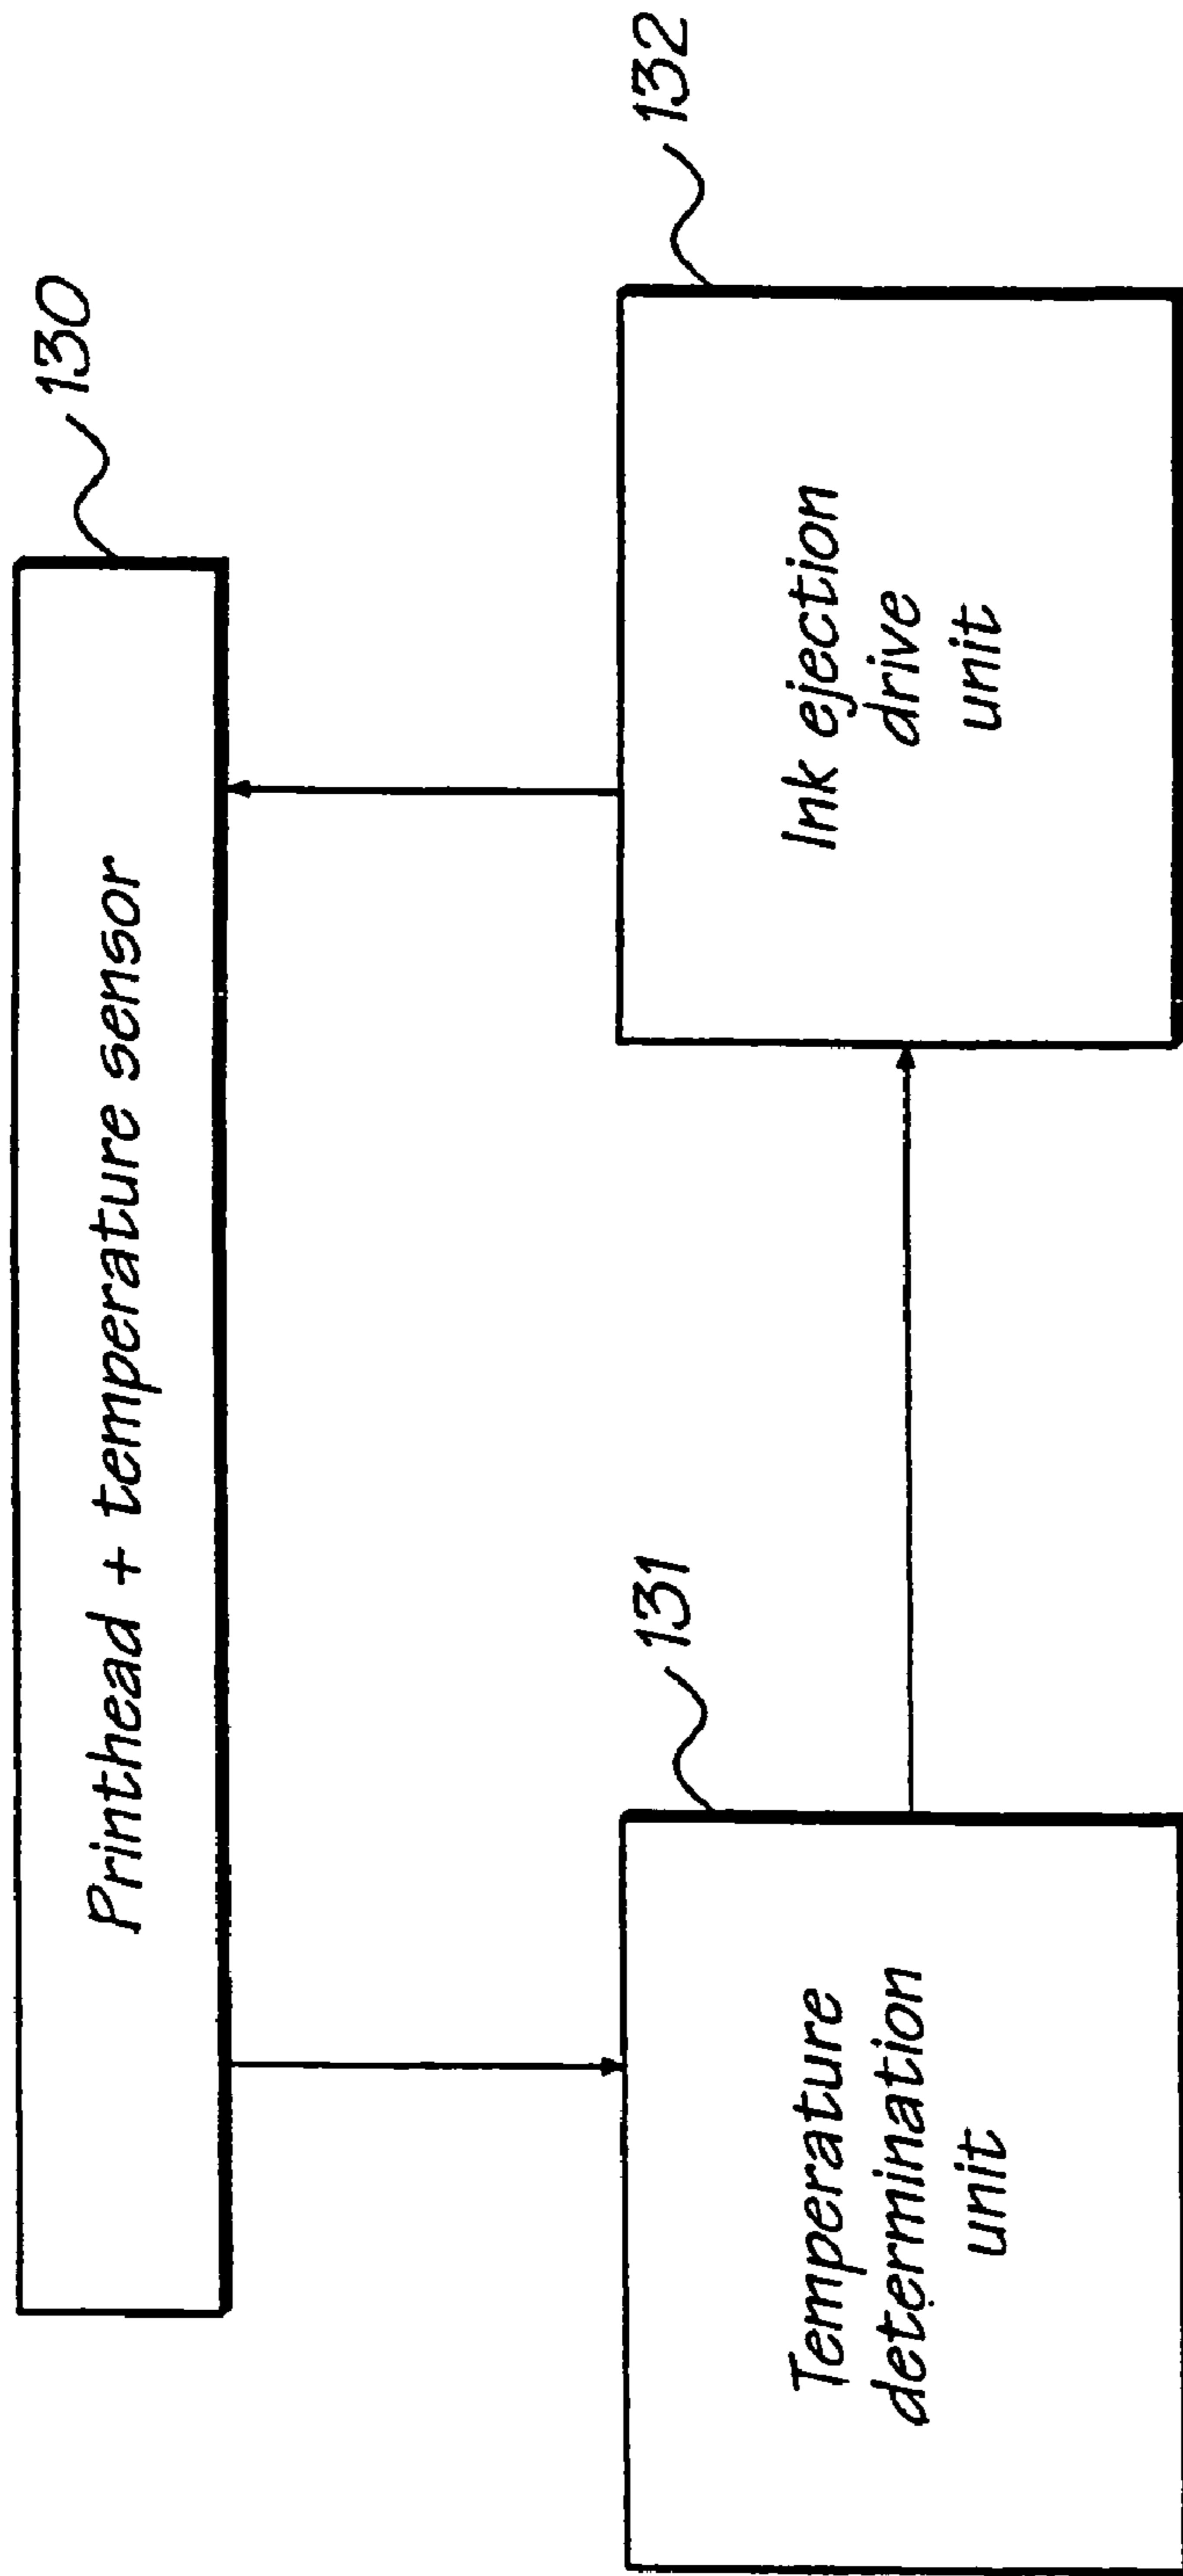 130
Printhead + temperature sensor
131
132
Temperature
determination
unit
Ink ejection
drive
unit